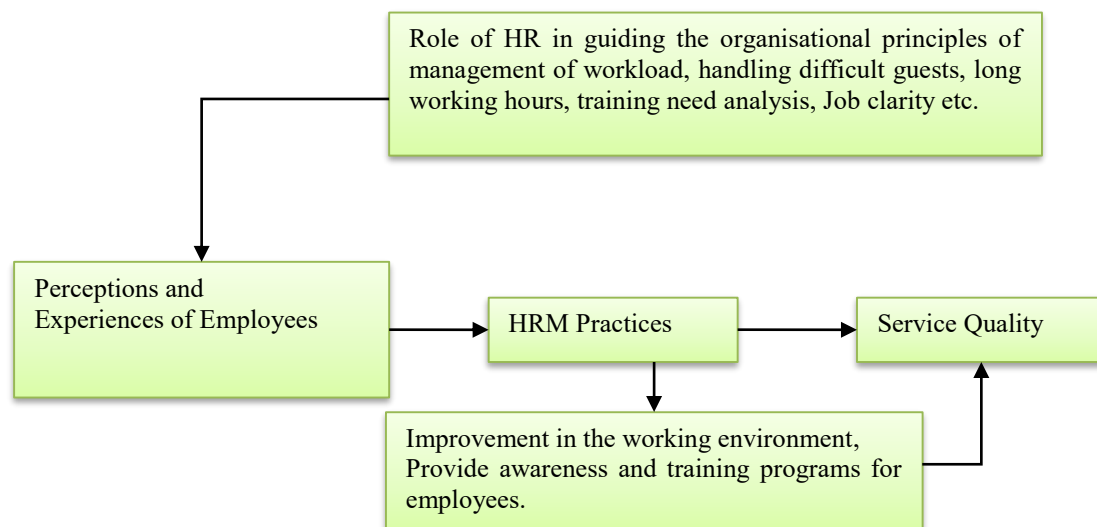 Role of HR in guiding the organisational principles of
management of workload, handling difficult guests, long
working hours, training need analysis, Job clarity etc.
Perceptions and
Experiences of Employees
HRM Practices
Service Quality
Improvement in the working environment,
Provide awareness and training programs for
employees.